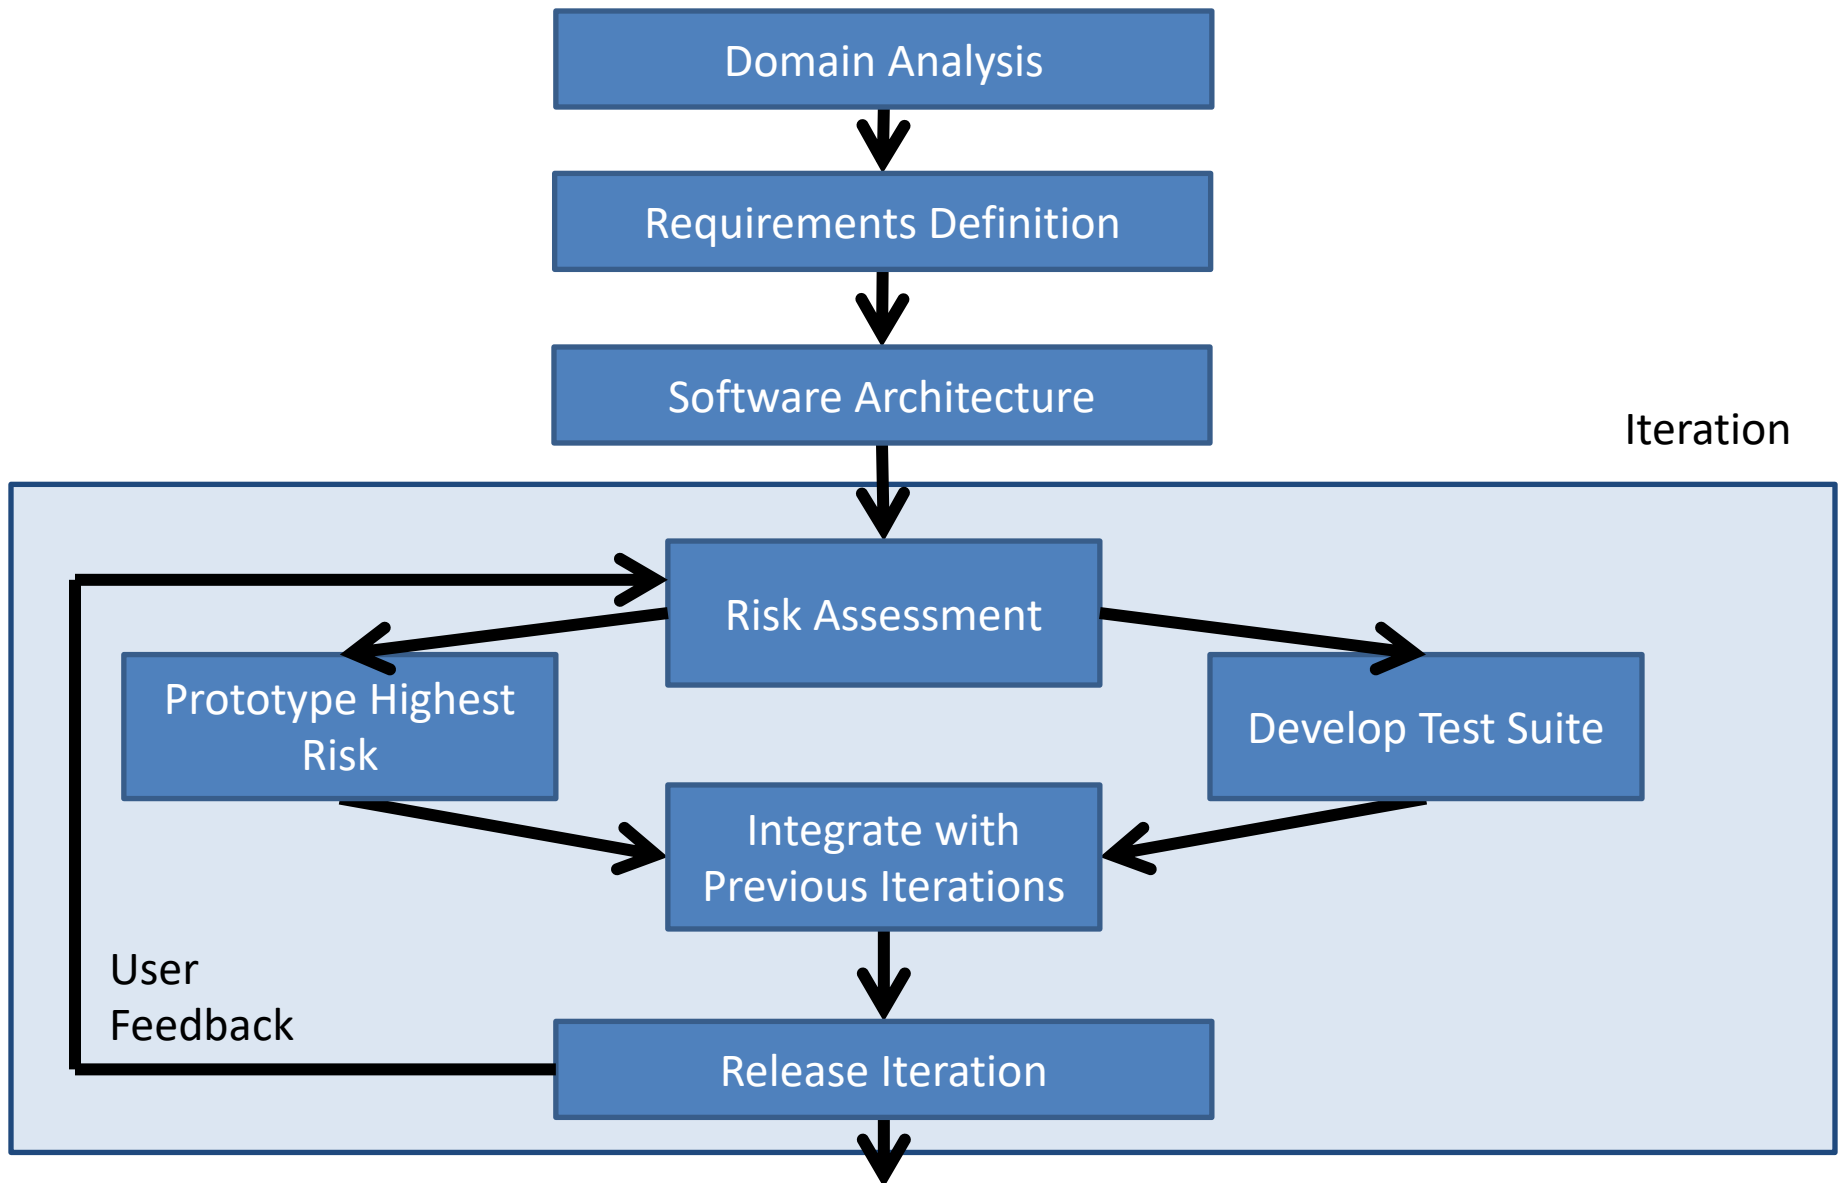 Domain Analysis
Requirements Definition
Software Architecture
Iteration
Risk Assessment
Prototype Highest
Risk
Develop Test Suite
Integrate with
Previous Iterations
User
Feedback
Release Iteration